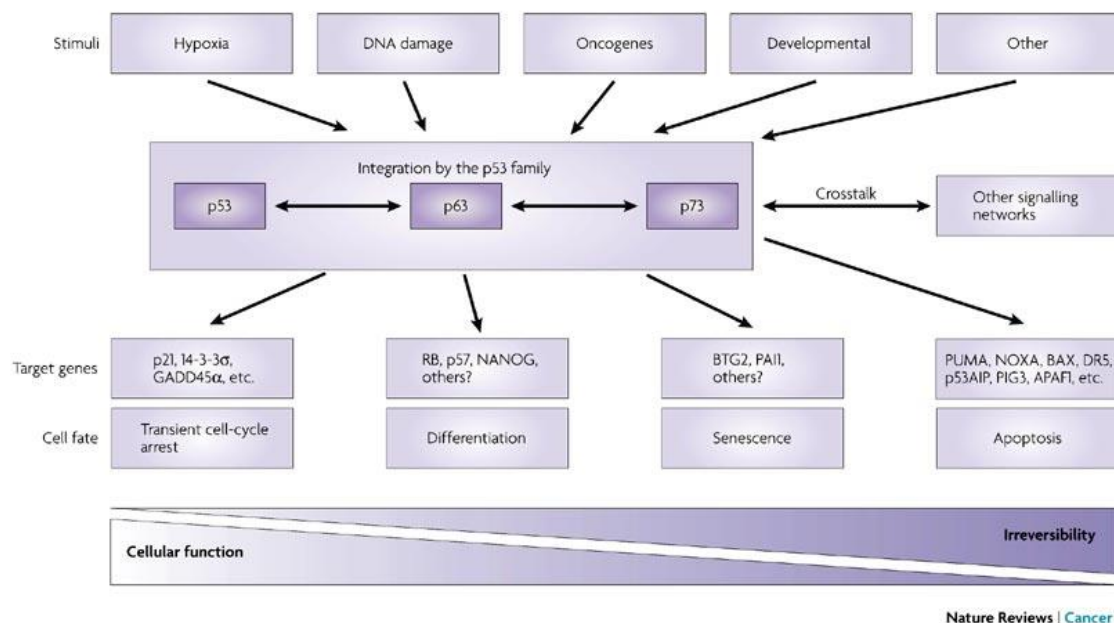 Stimuli
Hypoxia
DNA damage
Oncogenes
Developmental
Other
Integration by the p53 family
p53
p63
p73
Crosstalk
Other signalling
networks
Target genes
p21, 14-3-3σ,
GADD45α, etc.
RB, p57, NANOG,
others?
BTG2, PAI1,
others?
PUMA, NOXA, BAX, DR5,
p53AIP, PIG3, APAF1, etc.
Cell fate
Transient cell-cycle
arrest
Differentiation
Senescence
Apoptosis
Irreversibility
Cellular function
Nature Reviews | Cancer